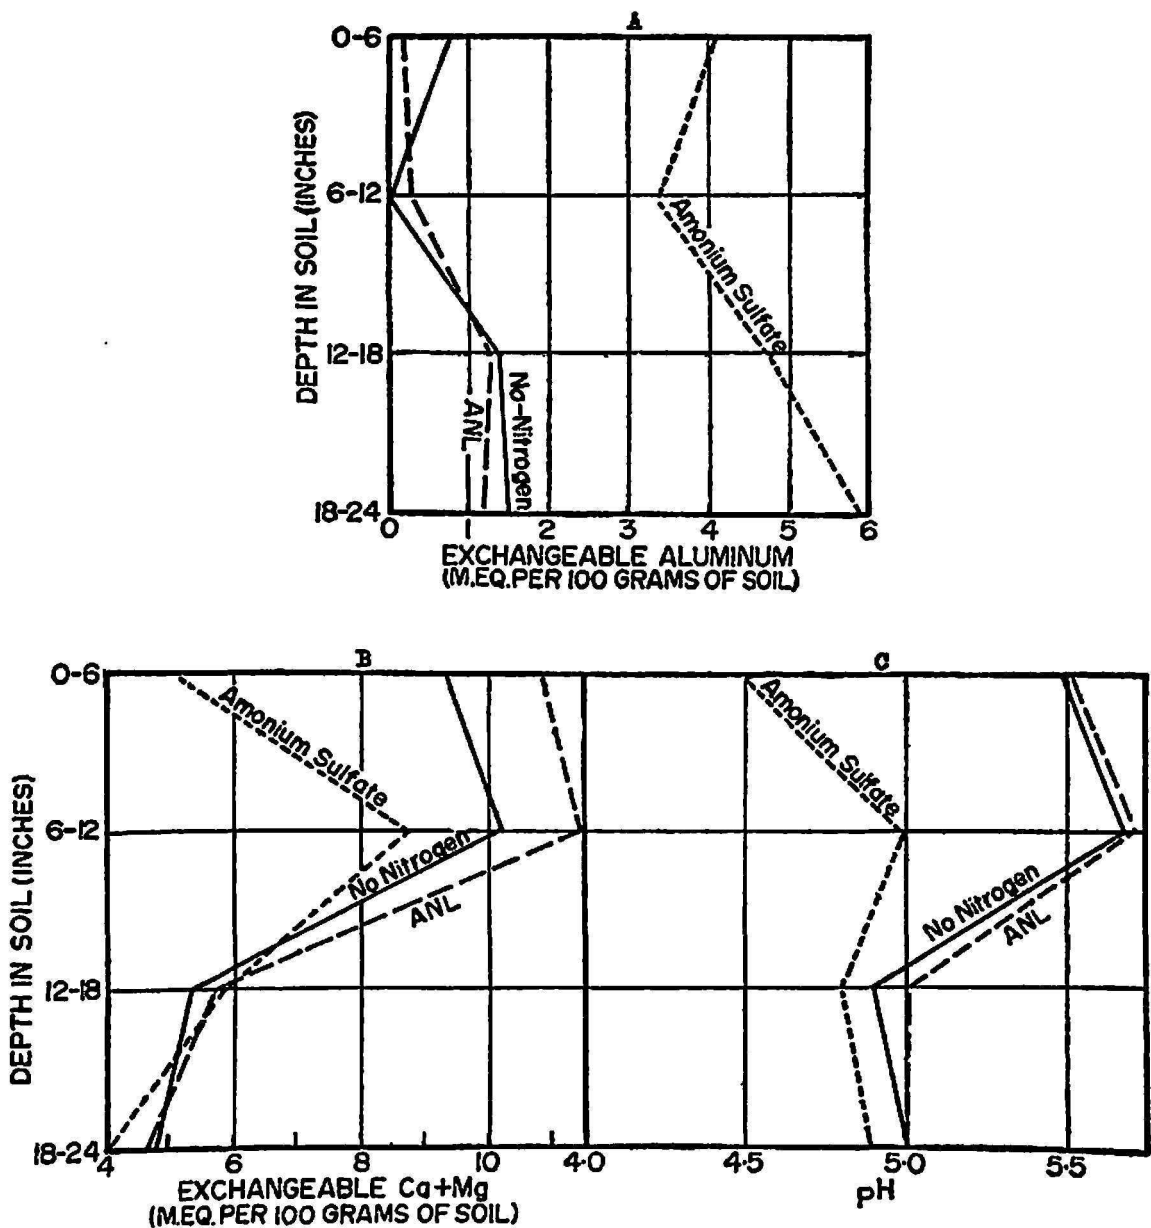 A
0-6
6-12
12-18
18-24
DEPTH IN SOIL (INCHES)
Amonium Sulfate
No-Nitrogen
ANL
0 1 2 3 4 5 6
EXCHANGEABLE ALUMINUM
(M.EQ. PER 100 GRAMS OF SOIL)
B
C
0-6
6-12
12-18
18-24
DEPTH IN SOIL (INCHES)
Amonium Sulfate
No Nitrogen
ANL
Amonium Sulfate
No Nitrogen
ANL
4 6 8 10 4.0 4.5 5.0 5.5
EXCHANGEABLE Ca+Mg
(M.EQ. PER 100 GRAMS OF SOIL)
pH